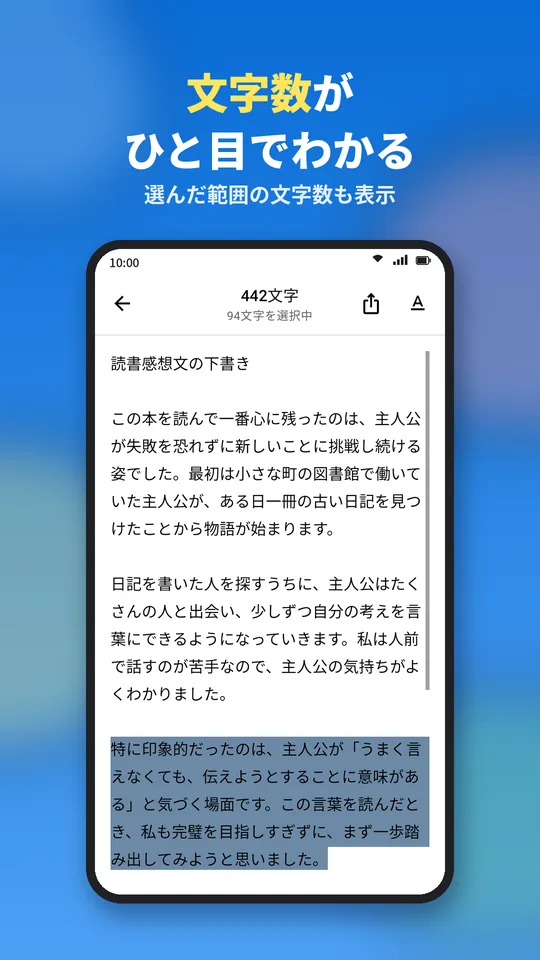 文字数が
ひと目でわかる
選んだ範囲の文字数も表示
10:00
442文字
94文字を選択中
読書感想文の下書き
この本を読んで一番心に残ったのは、主人公
が失敗を恐れずに新しいことに挑戦し続ける
姿でした。最初は小さな町の図書館で働いて
いた主人公が、ある日一冊の古い日記を見つ
けたことから物語が始まります。
日記を書いた人を探すうちに、主人公はたく
さんの人と出会い、少しずつ自分の考えを言
葉にできるようになっていきます。私は人前
で話すのが苦手なので、主人公の気持ちがよ
くわかりました。
特に印象的だったのは、主人公が「うまく言
えなくても、伝えようとすることに意味があ
る」と気づく場面です。この言葉を読んだと
き、私も完璧を目指しすぎずに、まず一歩踏
み出してみようと思いました。